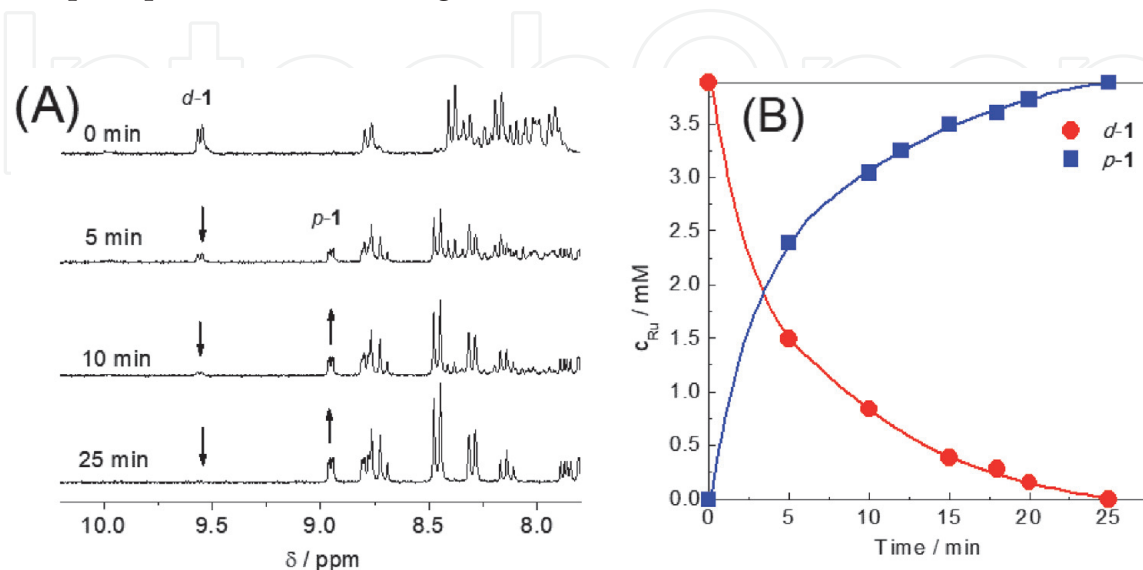 (A)
d-1
0 min
5 min
p-1
10 min
25 min
10.0 9.5 9.0 8.5 8.0
δ / ppm
(B)
d-1
p-1
3.5
3.0
2.5
2.0
1.5
1.0
0.5
0.0
c_Ru / mM
0 5 10 15 20 25
Time / min